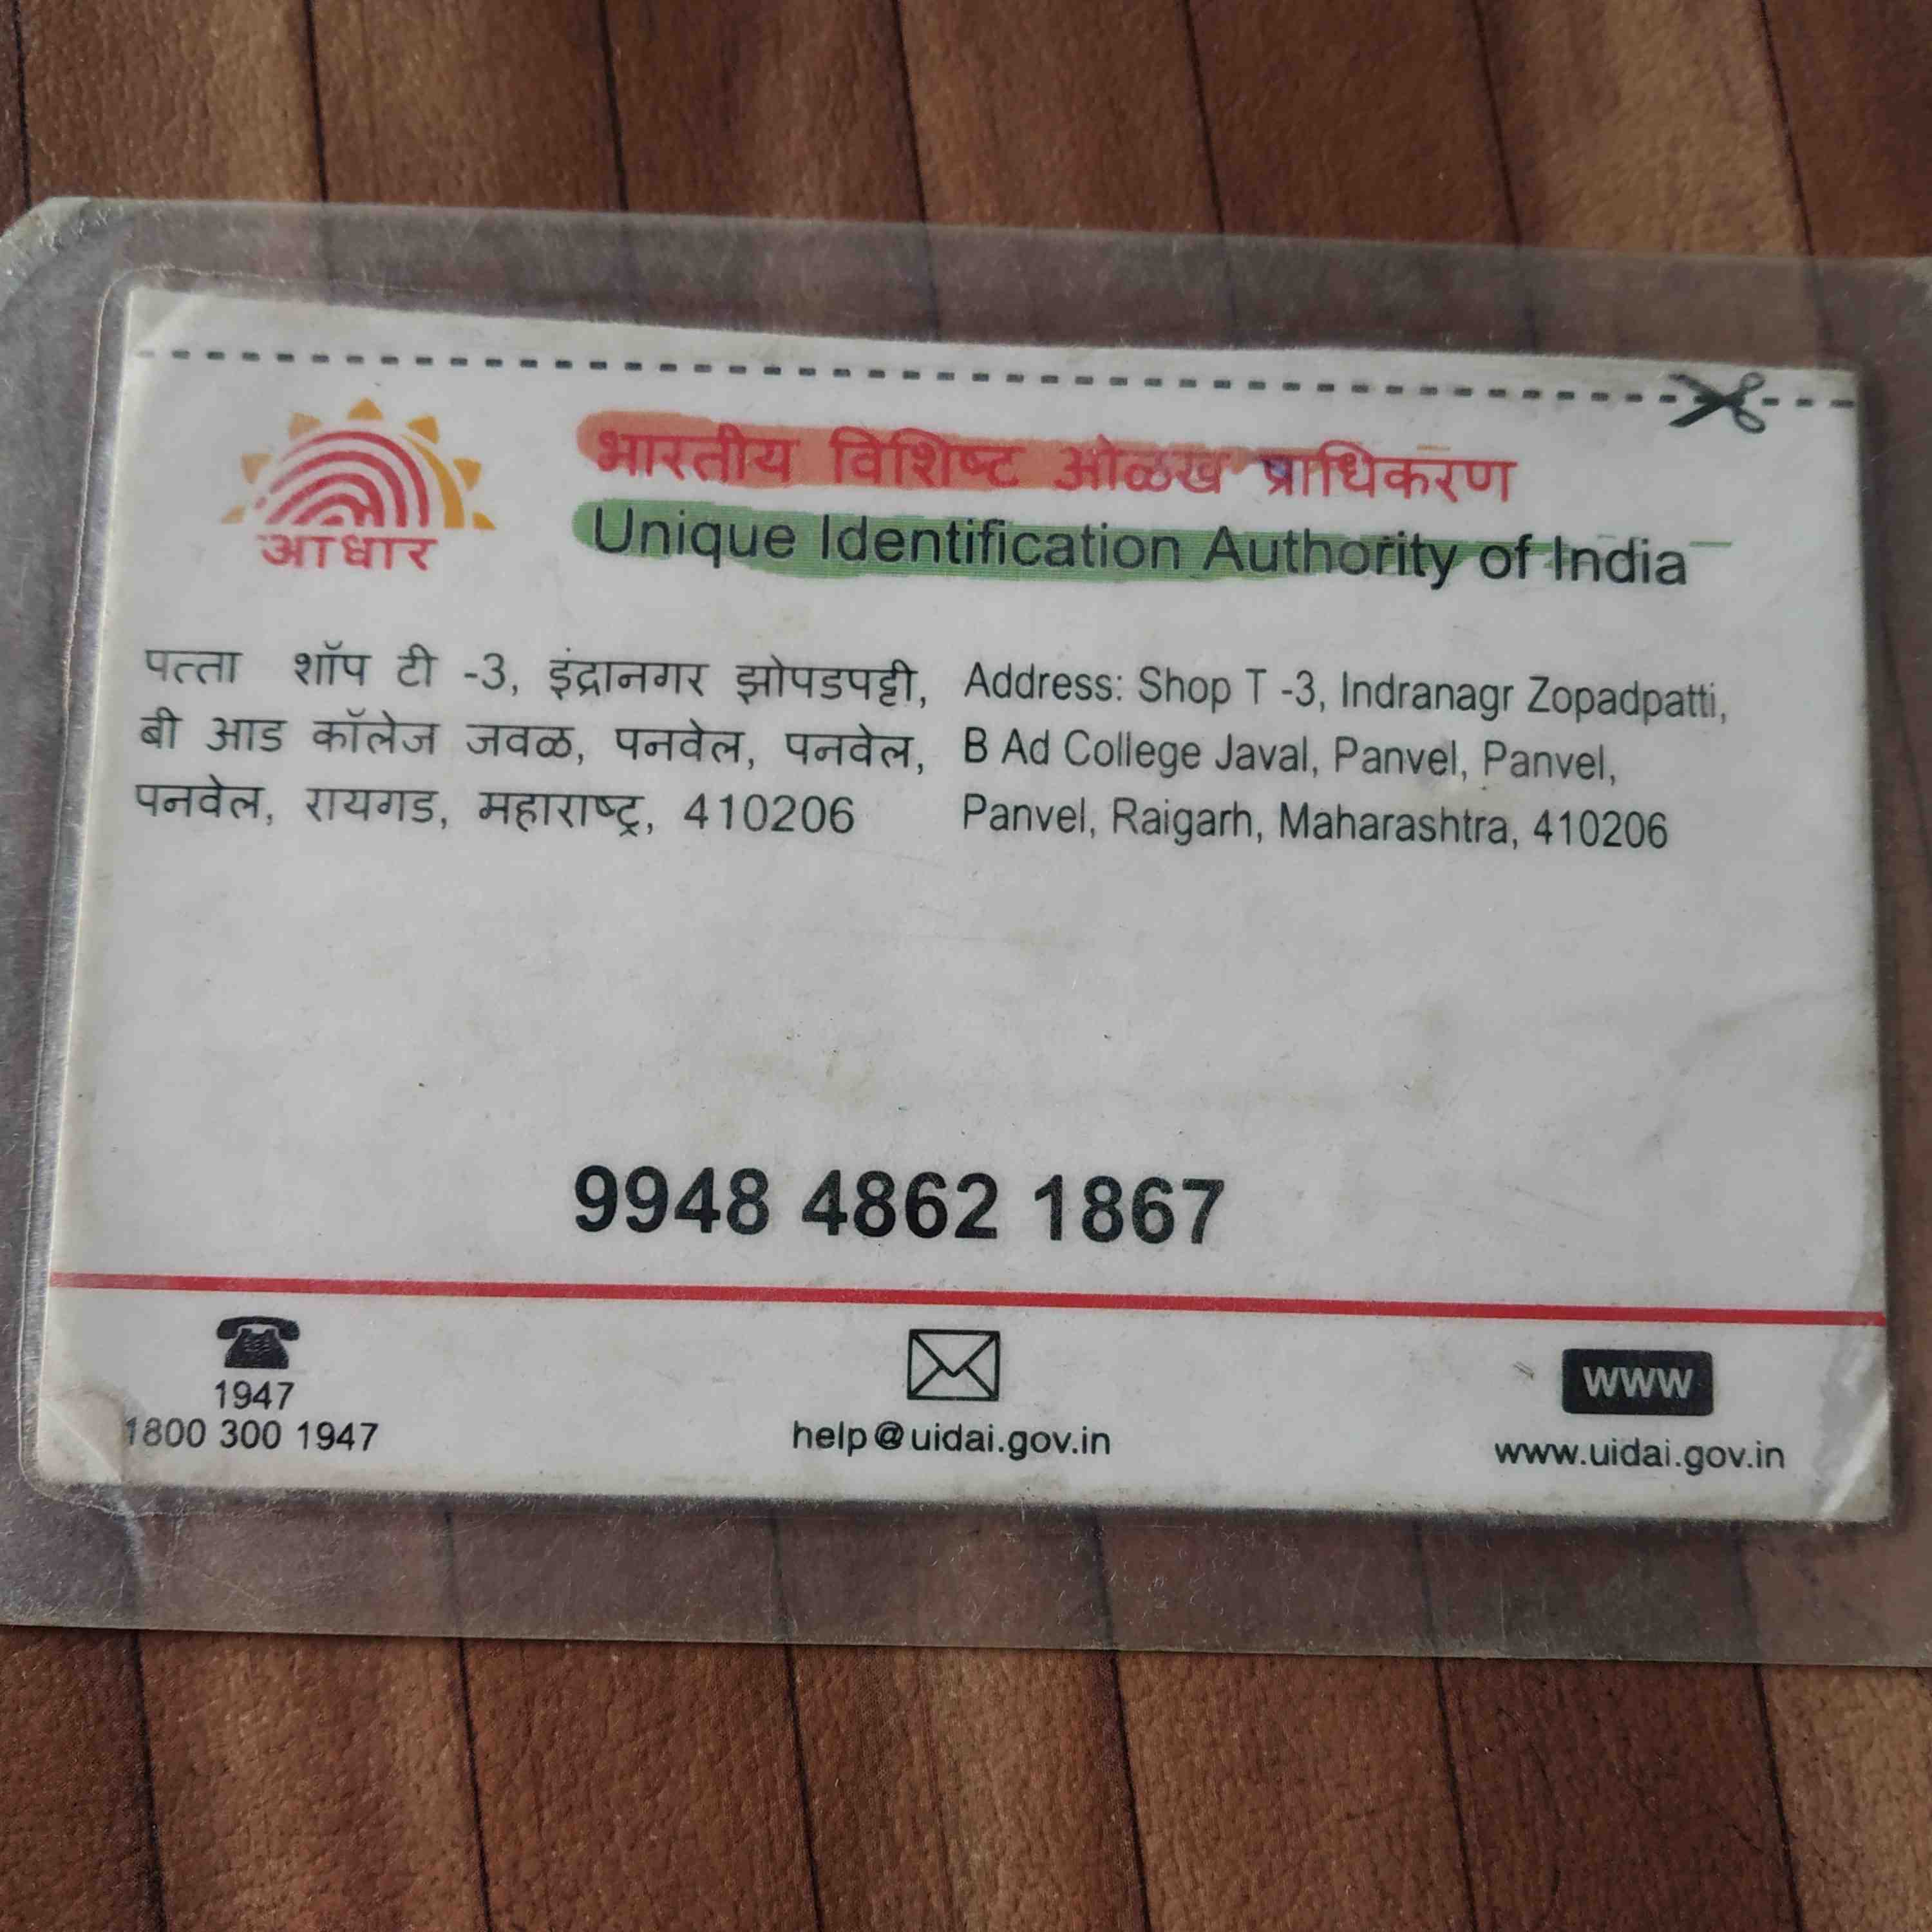 भारतीय विशिष्ट ओळख प्राधिकरण
Unique Identification Authority of India
आधार
पत्ता शॉप टी -3, इंद्रानगर झोपडपट्टी,
बी आड कॉलेज जवळ, पनवेल, पनवेल,
पनवेल, रायगड, महाराष्ट्र, 410206
Address: Shop T -3, Indranagr Zopadpatti,
B Ad College Javal, Panvel, Panvel,
Panvel, Raigarh, Maharashtra, 410206
9948 4862 1867
1947
1800 300 1947
help@uidai.gov.in
www
www.uidai.gov.in